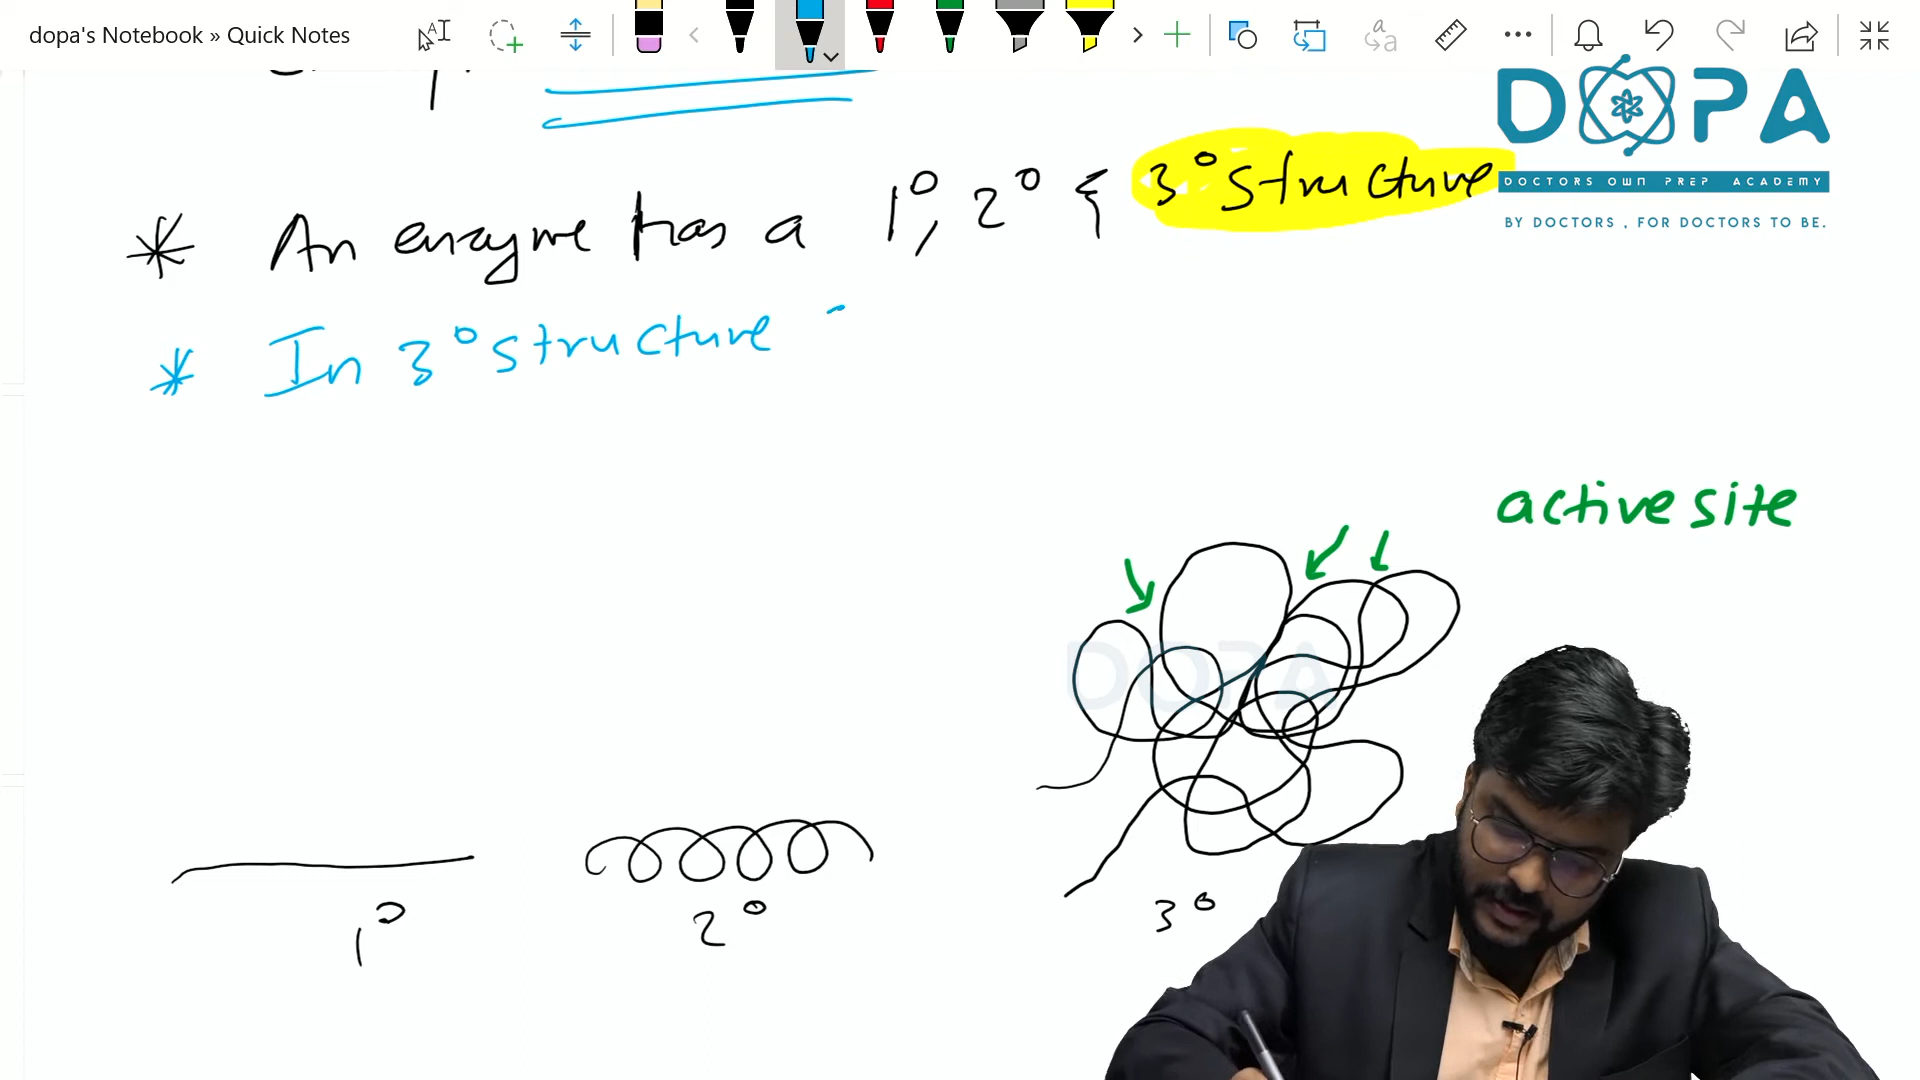 dopa's Notebook » Quick Notes
DOPA
DOCTORS OWN PREP ACADEMY
BY DOCTORS , FOR DOCTORS TO BE.
* An enzyme has a 1°, 2° & 3° structure
* In 3° structure
active site
DOPA
1°
2°
3°